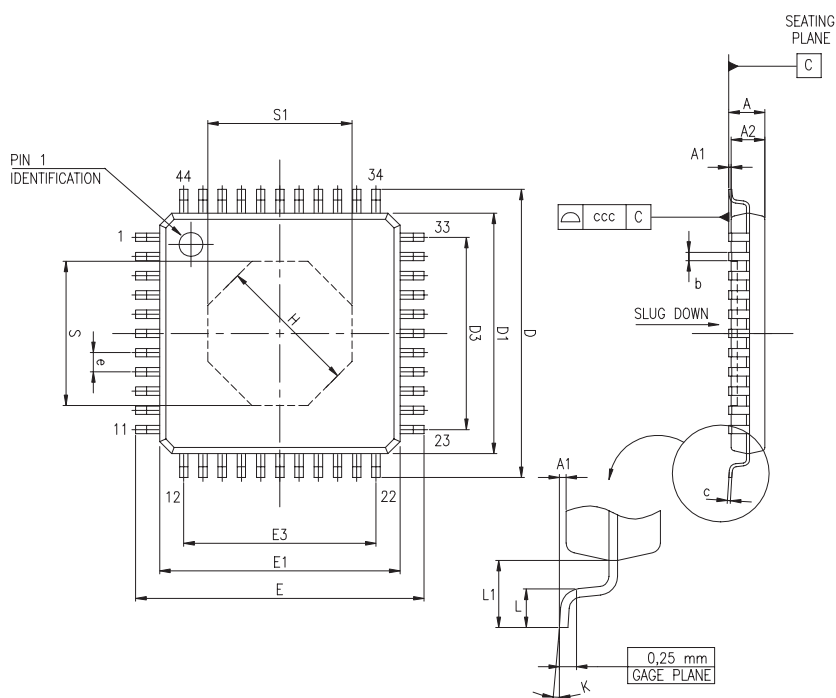 SEATING
PLANE
C
A
A2
A1
S1
PIN 1
IDENTIFICATION
44
34
1
33
ccc
C
b
S
e
H
D3
D1
D
SLUG DOWN
11
23
12
22
A1
c
E3
E1
E
L1
L
0,25 mm
GAGE PLANE
K